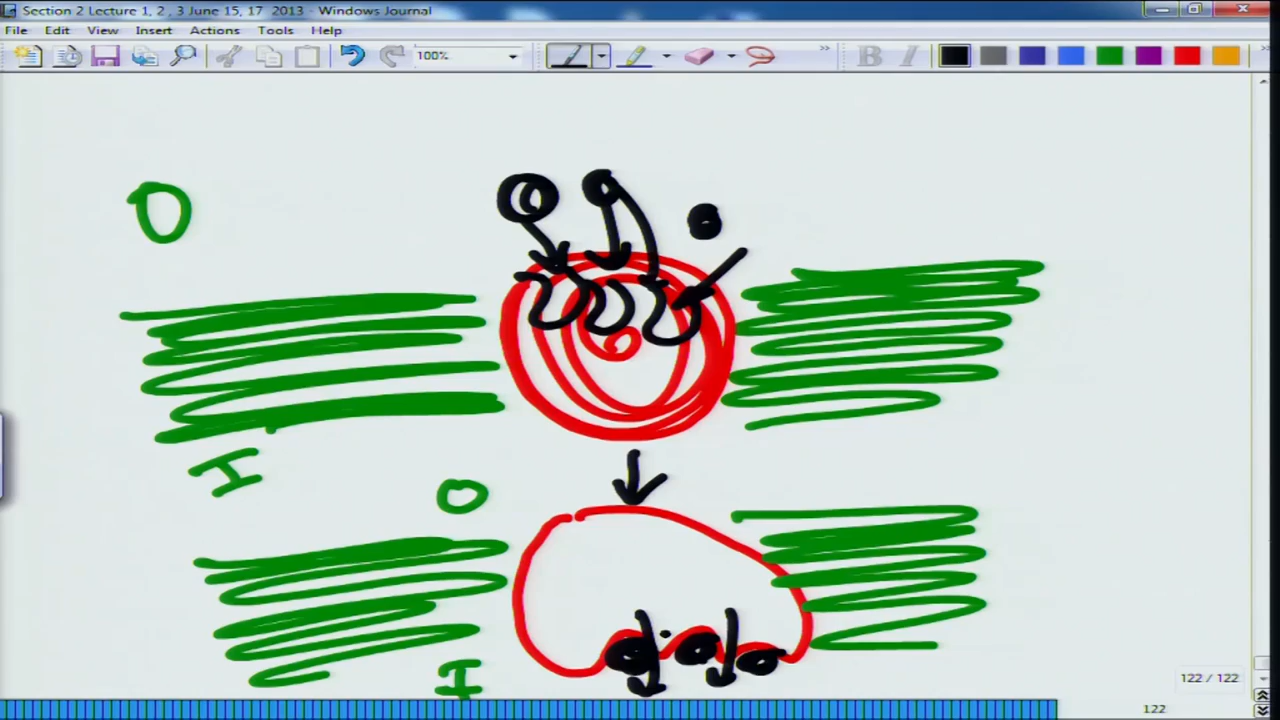 Section 2 Lecture 1, 2 , 3 June 15, 17 2013 - Windows Journal
File Edit View Insert Actions Tools Help
100%
B I
O
I
O
I
122 / 122
122